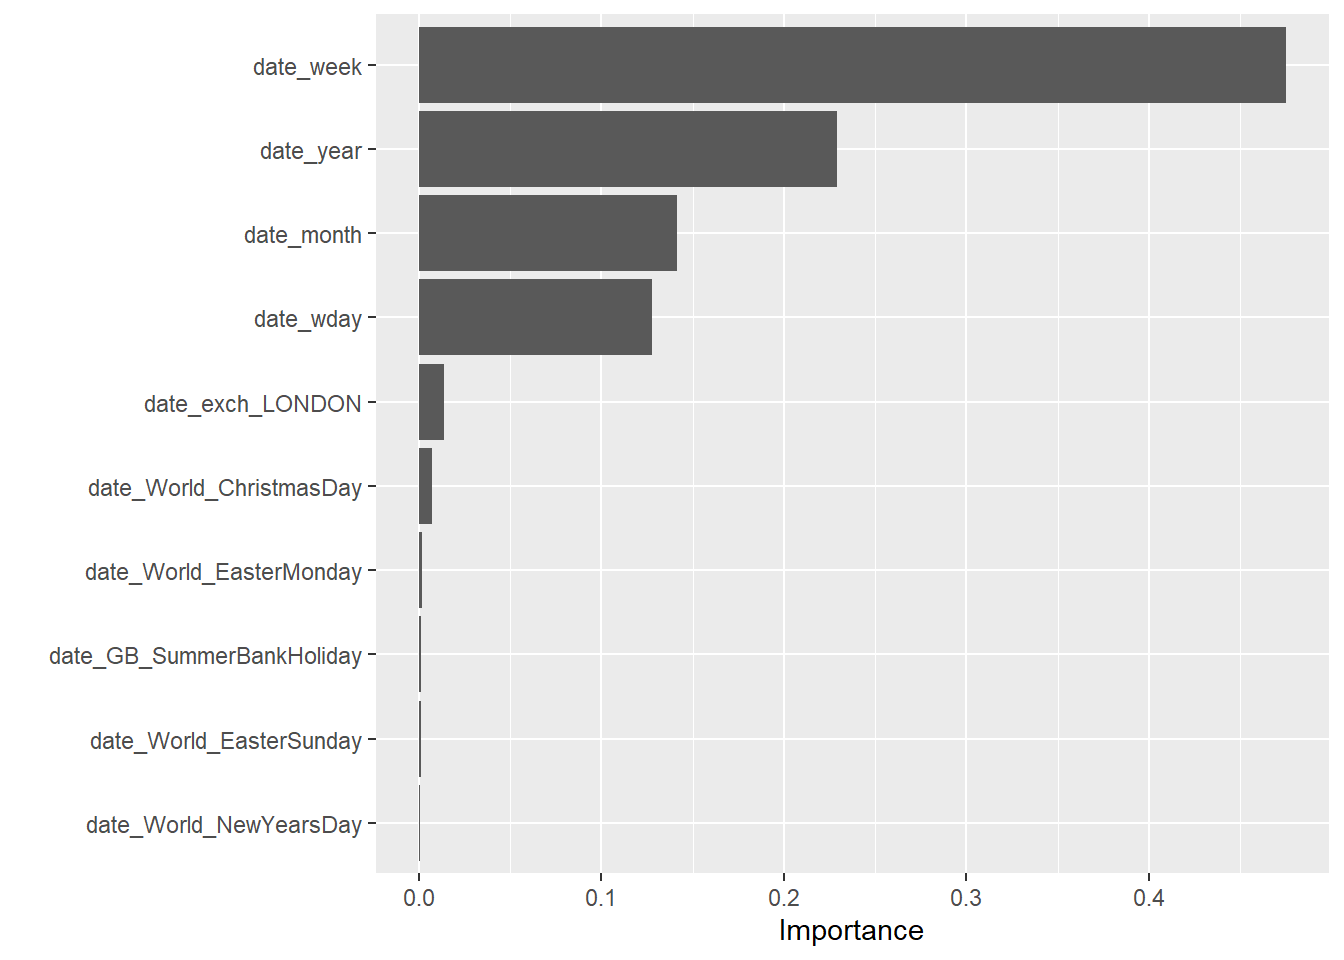 date_week
date_year
date_month
date_wday
date_exch_LONDON
date_World_ChristmasDay
date_World_EasterMonday
date_GB_SummerBankHoliday
date_World_EasterSunday
date_World_NewYearsDay
0.0 0.1 0.2 0.3 0.4
Importance